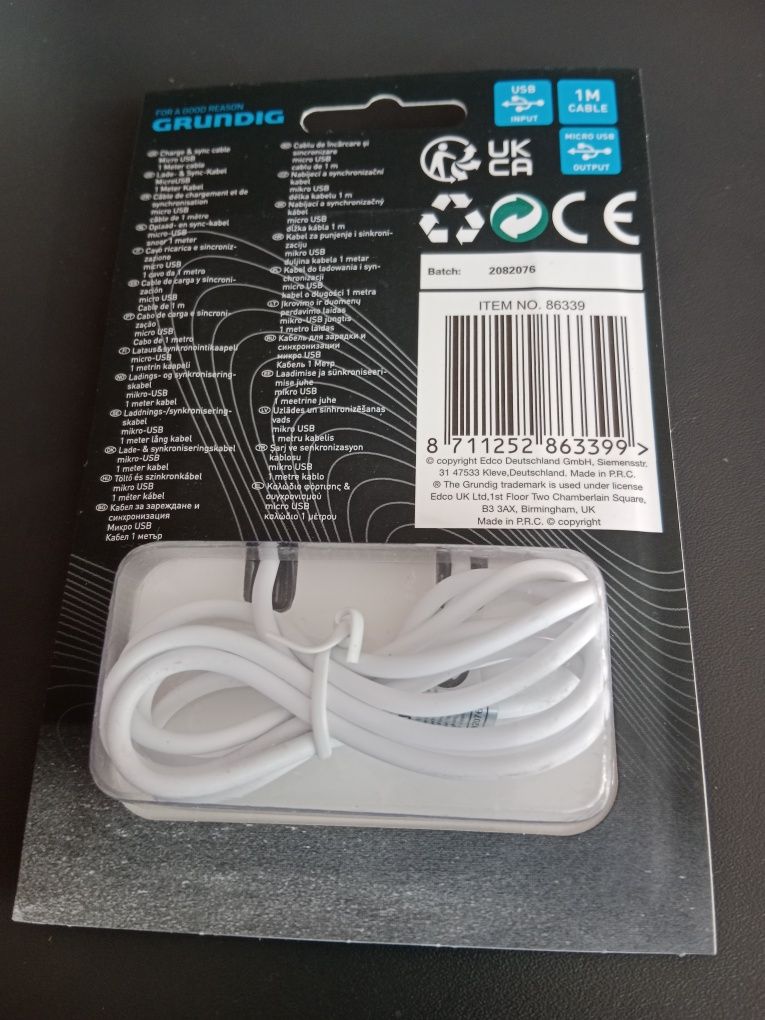 FOR A GOOD REASON
GRUNDIG
Charge & sync cable
Micro USB
1 Meter cable
Lade- & Sync-Kabel
MicroUSB
1 Meter Kabel
Câble de chargement et de
synchronisation
micro USB
câble de 1 mètre
Oplaad- en sync-kabel
micro-USB
snoer 1 meter
Cavo ricarica e sincroniz-
zazione
micro USB
1 cavo da 1 metro
Cable de carga y sincroni-
zación
micro USB
Cable de 1 m
Cabo de carga e sincroni-
zação
micro USB
Cabo de 1 metro
Lataus&synkronointikaapeli
micro-USB
1 metrin kaapeli
Ladings- og synkronisering-
skabel
mikro-USB
1 meter kabel
Laddnings-/synkronisering-
skabel
mikro-USB
1 meter lång kabel
Lade- & synkroniseringskabel
mikro-USB
1 meter kabel
Töltő és szinkronkábel
mikro USB
1 méter kábel
Кабел за зареждане и
синхронизация
Микро USB
Кабел 1 метър
Cablu de încărcare și
sincronizare
micro USB
cablu de 1 m
Nabíjecí a synchronizační
kabel
mikro USB
délka kabelu 1 m
Nabíjací a synchronizačný
kábel
micro USB
dĺžka kábla 1 m
Kabel za punjenje i sinkroni-
zaciju
mikro USB
duljina kabela 1 metar
Kabel do ładowania i syn-
chronizacji
micro USB
kabel o długości 1 metra
Įkrovimo ir duomenų
perdavimo laidas
mikro-USB jungtis
1 metro laidas
Кабель для зарядки и
синхронизации
микро USB
Кабель 1 Метр
Laadimise ja sünkroniseeri-
mise juhe
mikro USB
1 meetrine juhe
Uzlādes un sinhronizēšanas
vads
mikro USB
1 metru kabelis
Şarj ve senkronizasyon
kablosu
mikro USB
1 metre kablo
Καλώδιο φόρτισης &
συγχρονισμού
micro USB
καλώδιο 1 μέτρου
USB
INPUT
1M
CABLE
MICRO USB
OUTPUT
UK
CA
CE
Batch: 2082076
ITEM NO. 86339
8 711252 863399 >
© copyright Edco Deutschland GmbH, Siemensstr.
31 47533 Kleve,Deutschland. Made in P.R.C.
® The Grundig trademark is used under license
Edco UK Ltd,1st Floor Two Chamberlain Square,
B3 3AX, Birmingham, UK
Made in P.R.C. © copyright